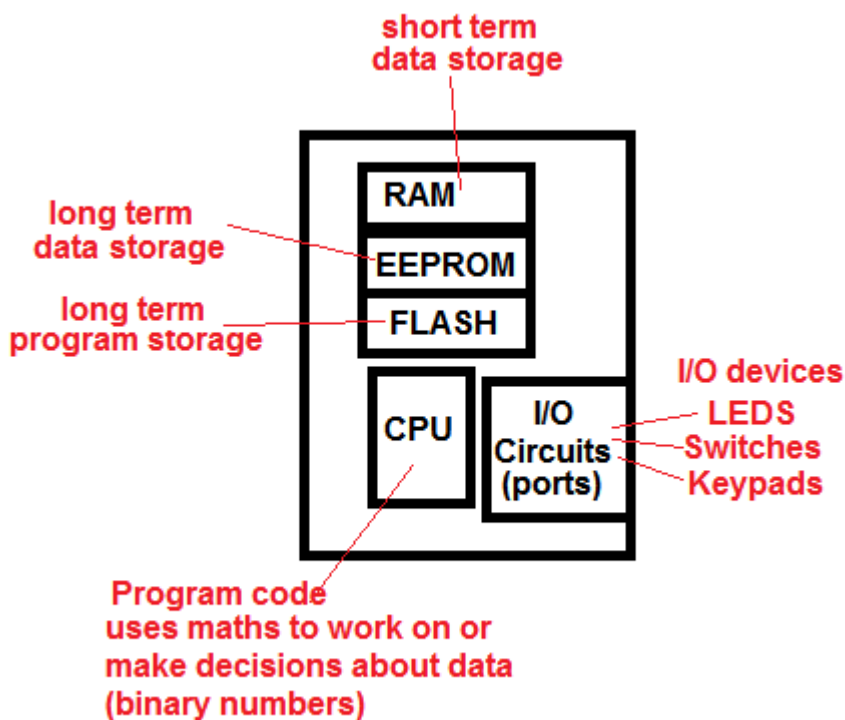 short term
data storage
RAM
long term
data storage
EEPROM
long term
program storage
FLASH
I/O devices
CPU
I/O
Circuits
(ports)
LEDS
Switches
Keypads
Program code
uses maths to work on or
make decisions about data
(binary numbers)